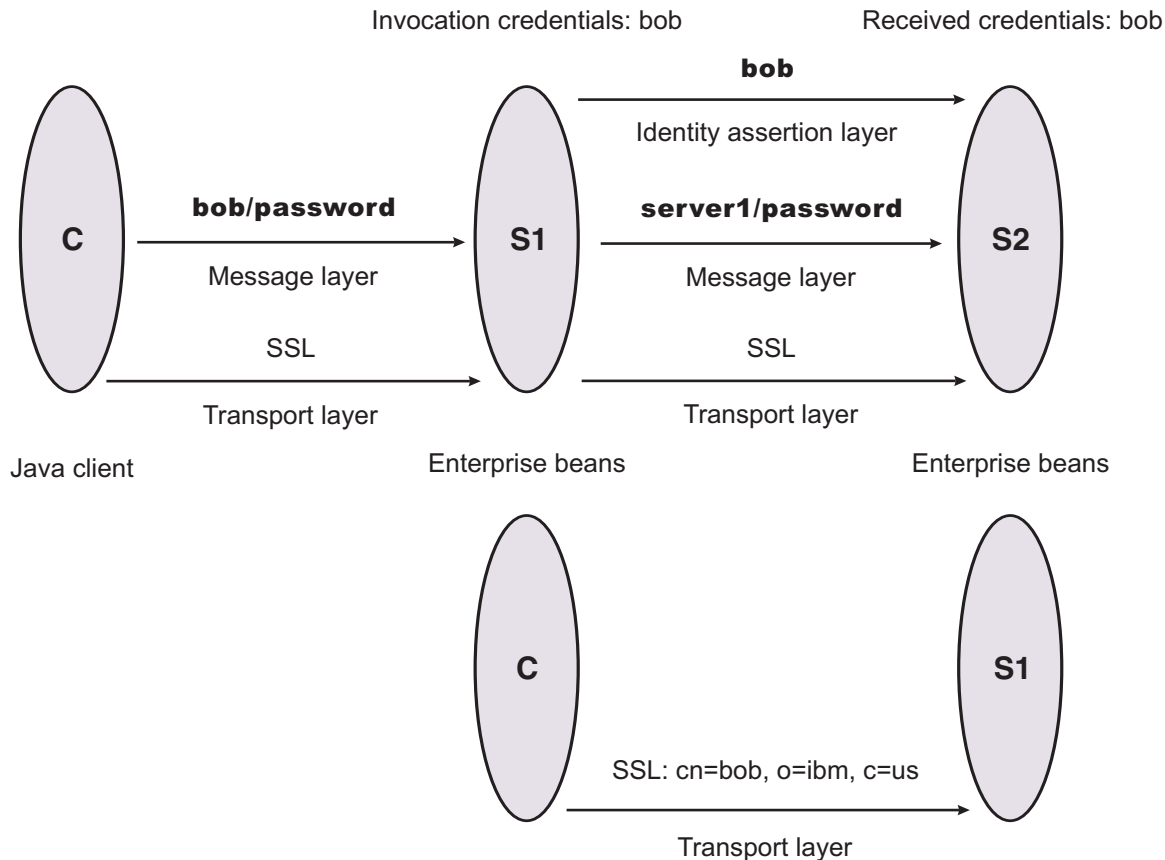 Invocation credentials: bob
Received credentials: bob
bob
Identity assertion layer
C
bob/password
Message layer
S1
server1/password
Message layer
S2
SSL
Transport layer
SSL
Transport layer
Java client
Enterprise beans
Enterprise beans
C
S1
SSL: cn=bob, o=ibm, c=us
Transport layer